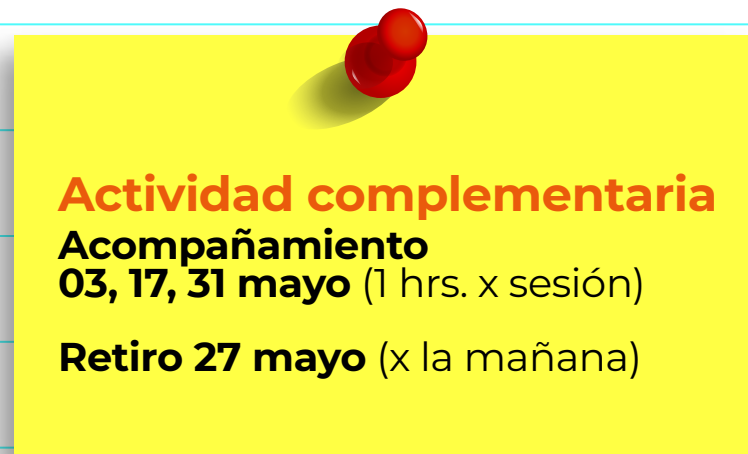 Actividad complementaria
Acompañamiento
03, 17, 31 mayo (1 hrs. x sesión)
Retiro 27 mayo (x la mañana)